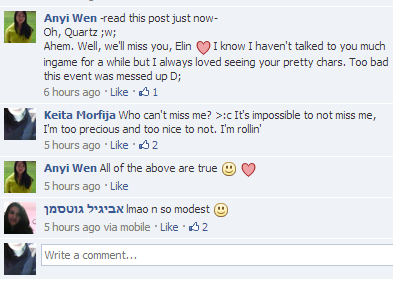 Anyi Wen -read this post just now-
Oh, Quartz ;w;
Ahem. Well, we'll miss you, Elin ❤ I know I haven't talked to you much
ingame for a while but I always loved seeing your pretty chars. Too bad
this event was messed up D;
6 hours ago · Like · 1
Keita Morfija Who can't miss me? >:c It's impossible to not miss me,
I'm too precious and too nice to not. I'm rollin'
5 hours ago · Like · 2
Anyi Wen All of the above are true 🙂 ❤
5 hours ago · Like
אביגיל גוטסמן lmao n so modest 🙂
5 hours ago via mobile · Like · 2
Write a comment...